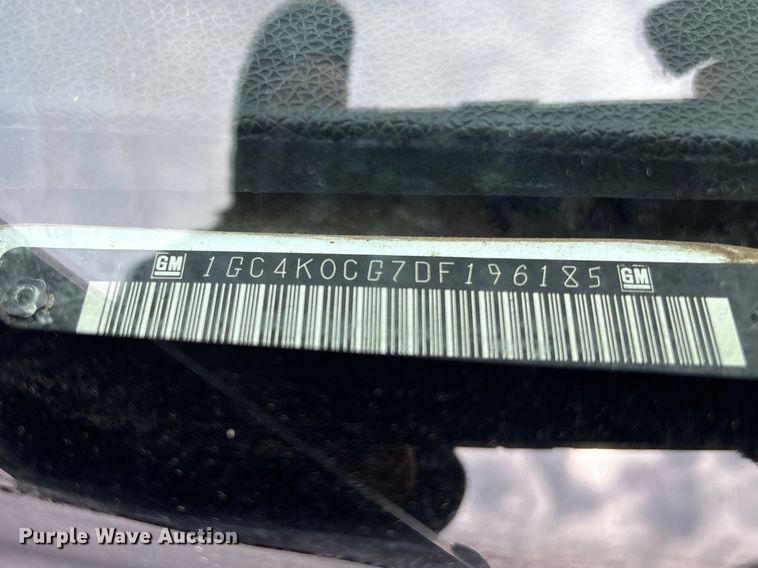 GM 1GC4K0CG7DF196185 GM
Purple Wave Auction